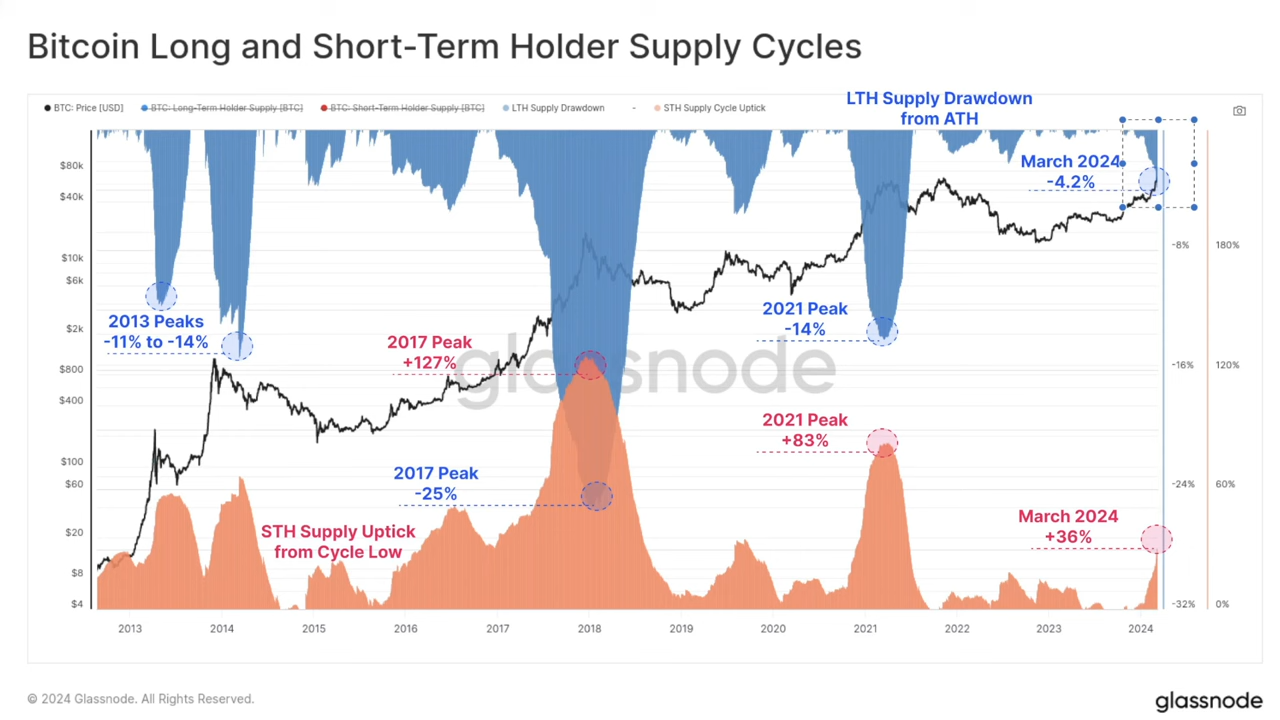 Bitcoin Long and Short-Term Holder Supply Cycles
BTC: Price [USD]
BTC: Long-Term Holder Supply [BTC]
BTC: Short-Term Holder Supply [BTC]
LTH Supply Drawdown
-
STH Supply Cycle Uptick
LTH Supply Drawdown
from ATH
March 2024
-4.2%
2013 Peaks
-11% to -14%
2017 Peak
+127%
2021 Peak
-14%
2021 Peak
+83%
2017 Peak
-25%
STH Supply Uptick
from Cycle Low
March 2024
+36%
glassnode
$80k
$40k
$10k
$6k
$2k
$800
$400
$100
$60
$20
$8
$4
-8%
-16%
-24%
-32%
180%
120%
60%
0%
2013
2014
2015
2016
2017
2018
2019
2020
2021
2022
2023
2024
© 2024 Glassnode. All Rights Reserved.
glassnode